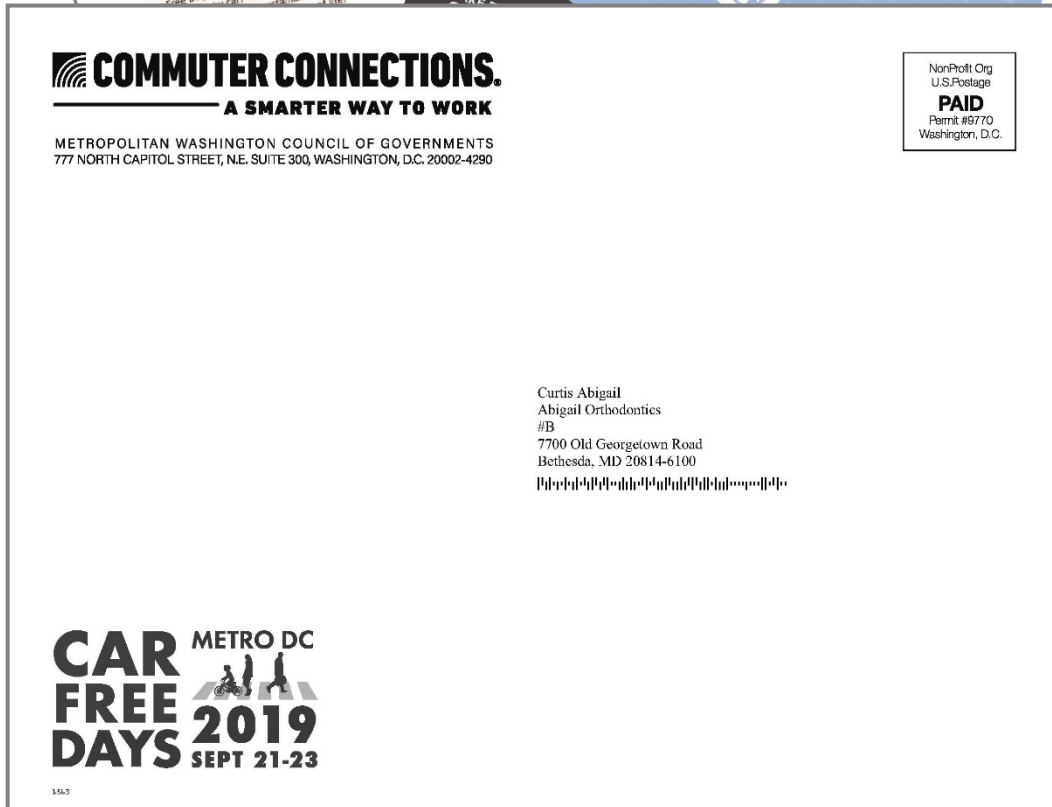 COMMUTER CONNECTIONS.
A SMARTER WAY TO WORK
METROPOLITAN WASHINGTON COUNCIL OF GOVERNMENTS
777 NORTH CAPITOL STREET, N.E. SUITE 300, WASHINGTON, D.C. 20002-4290
NonProfit Org
U.S.Postage
PAID
Permit #9770
Washington, D.C.
Curtis Abigail
Abigail Orthodontics
#B
7700 Old Georgetown Road
Bethesda, MD 20814-6100
CAR
FREE
DAYS
METRO DC
2019
SEPT 21-23